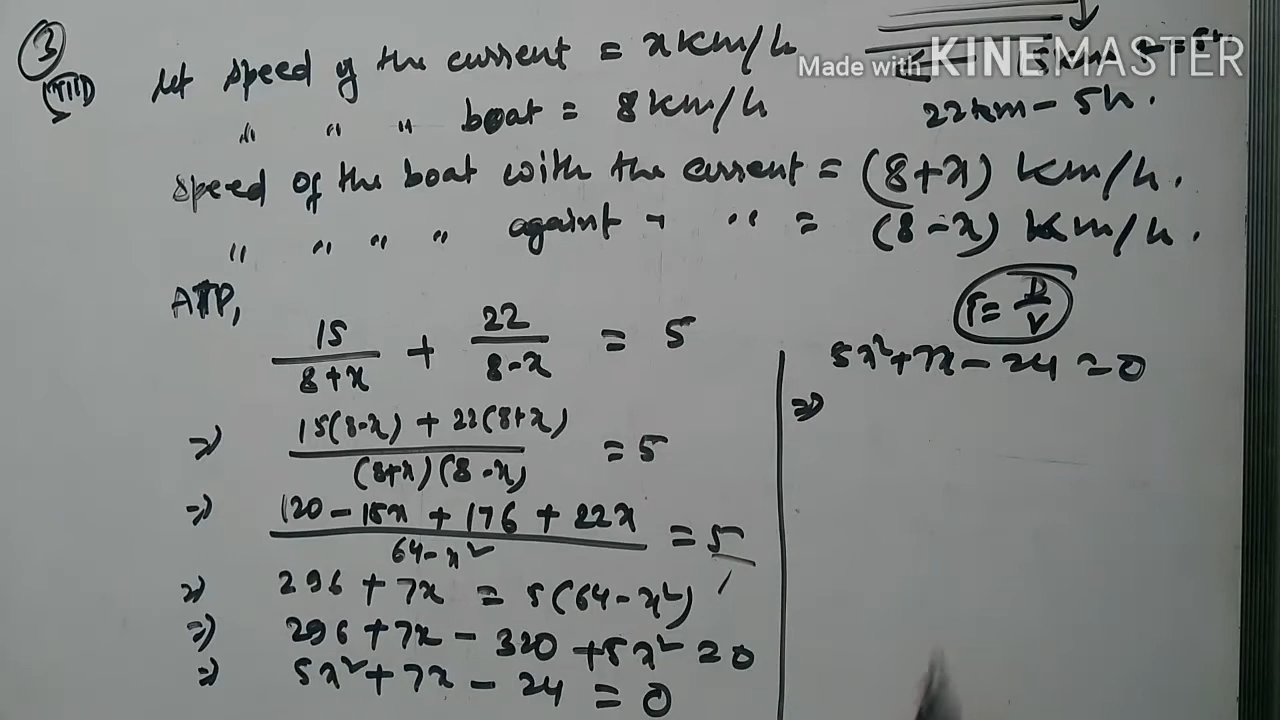 3
(III) let speed of the current = x km/h
" " " boat = 8 km/h
22 km - 5h.
Made with KINEMASTER
speed of the boat with the current = (8+x) km/h.
" " " " againt " " = (8-x) km/h.
ATP,
T = D/V
15/(8+x) + 22/(8-x) = 5
⇒ (15(8-x) + 22(8+x))/((8+x)(8-x)) = 5
⇒ (120 - 15x + 176 + 22x)/(64-x²) = 5
⇒ 296 + 7x = 5(64-x²)
⇒ 296 + 7x - 320 + 5x² = 0
⇒ 5x² + 7x - 24 = 0
5x² + 7x - 24 = 0
⇒